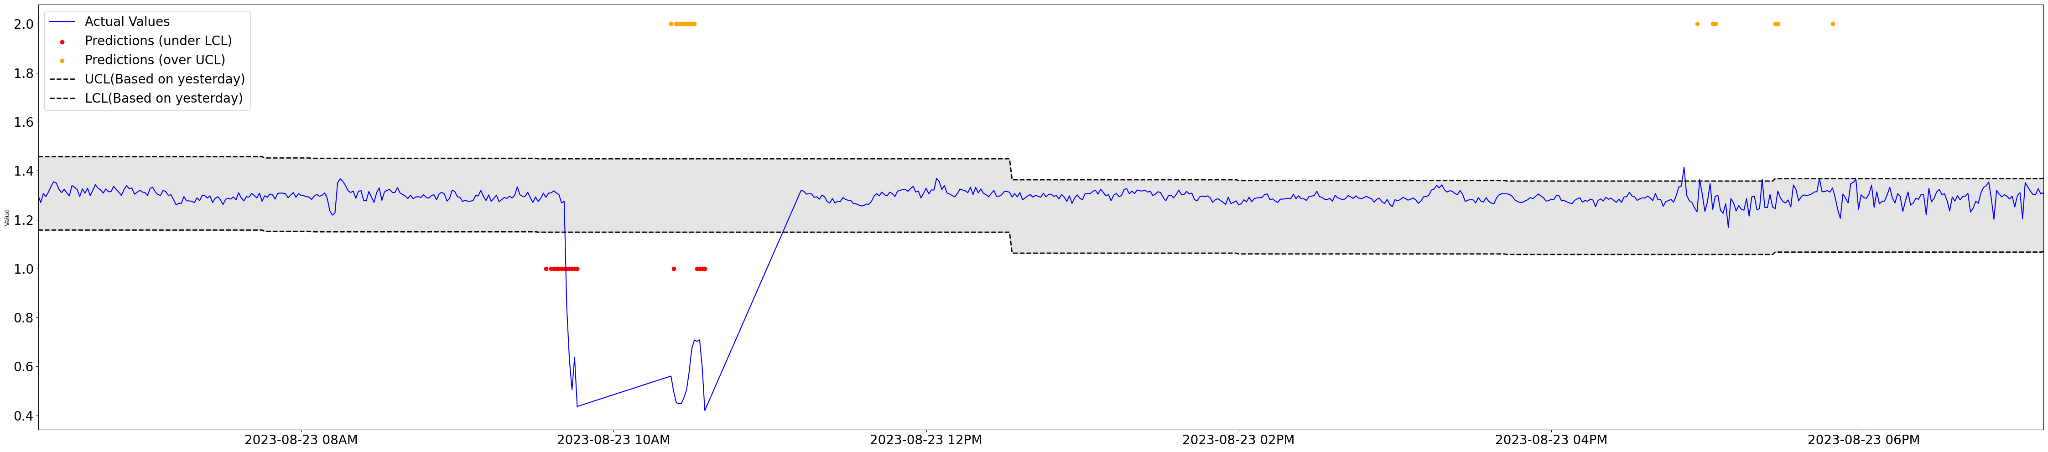 2.0
1.8
1.6
1.4
1.2
1.0
0.8
0.6
0.4
Value
Actual Values
Predictions (under LCL)
Predictions (over UCL)
UCL(Based on yesterday)
LCL(Based on yesterday)
2023-08-23 08AM
2023-08-23 10AM
2023-08-23 12PM
2023-08-23 02PM
2023-08-23 04PM
2023-08-23 06PM